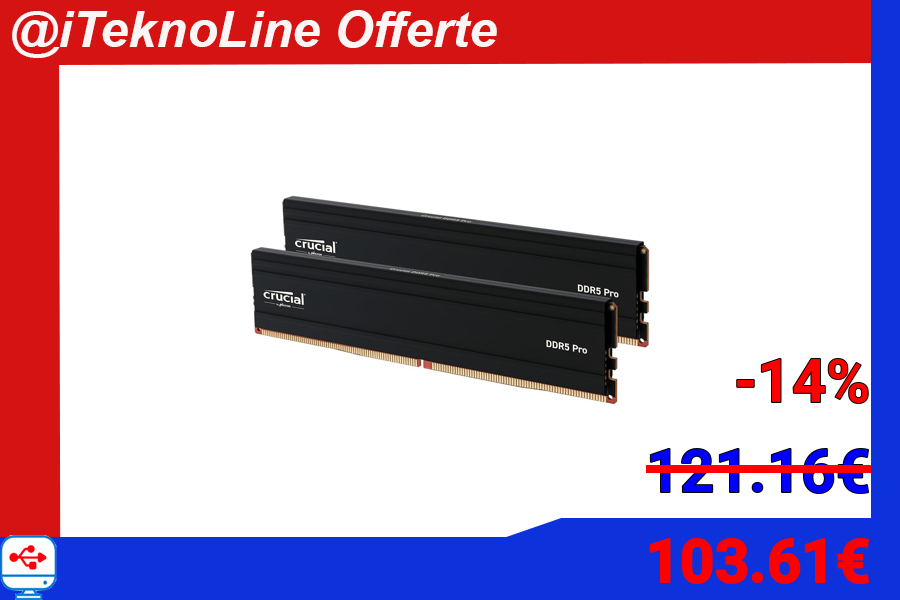 @iTeknoLine Offerte
crucial
DDR5 Pro
crucial
DDR5 Pro
-14%
121.16€
103.61€